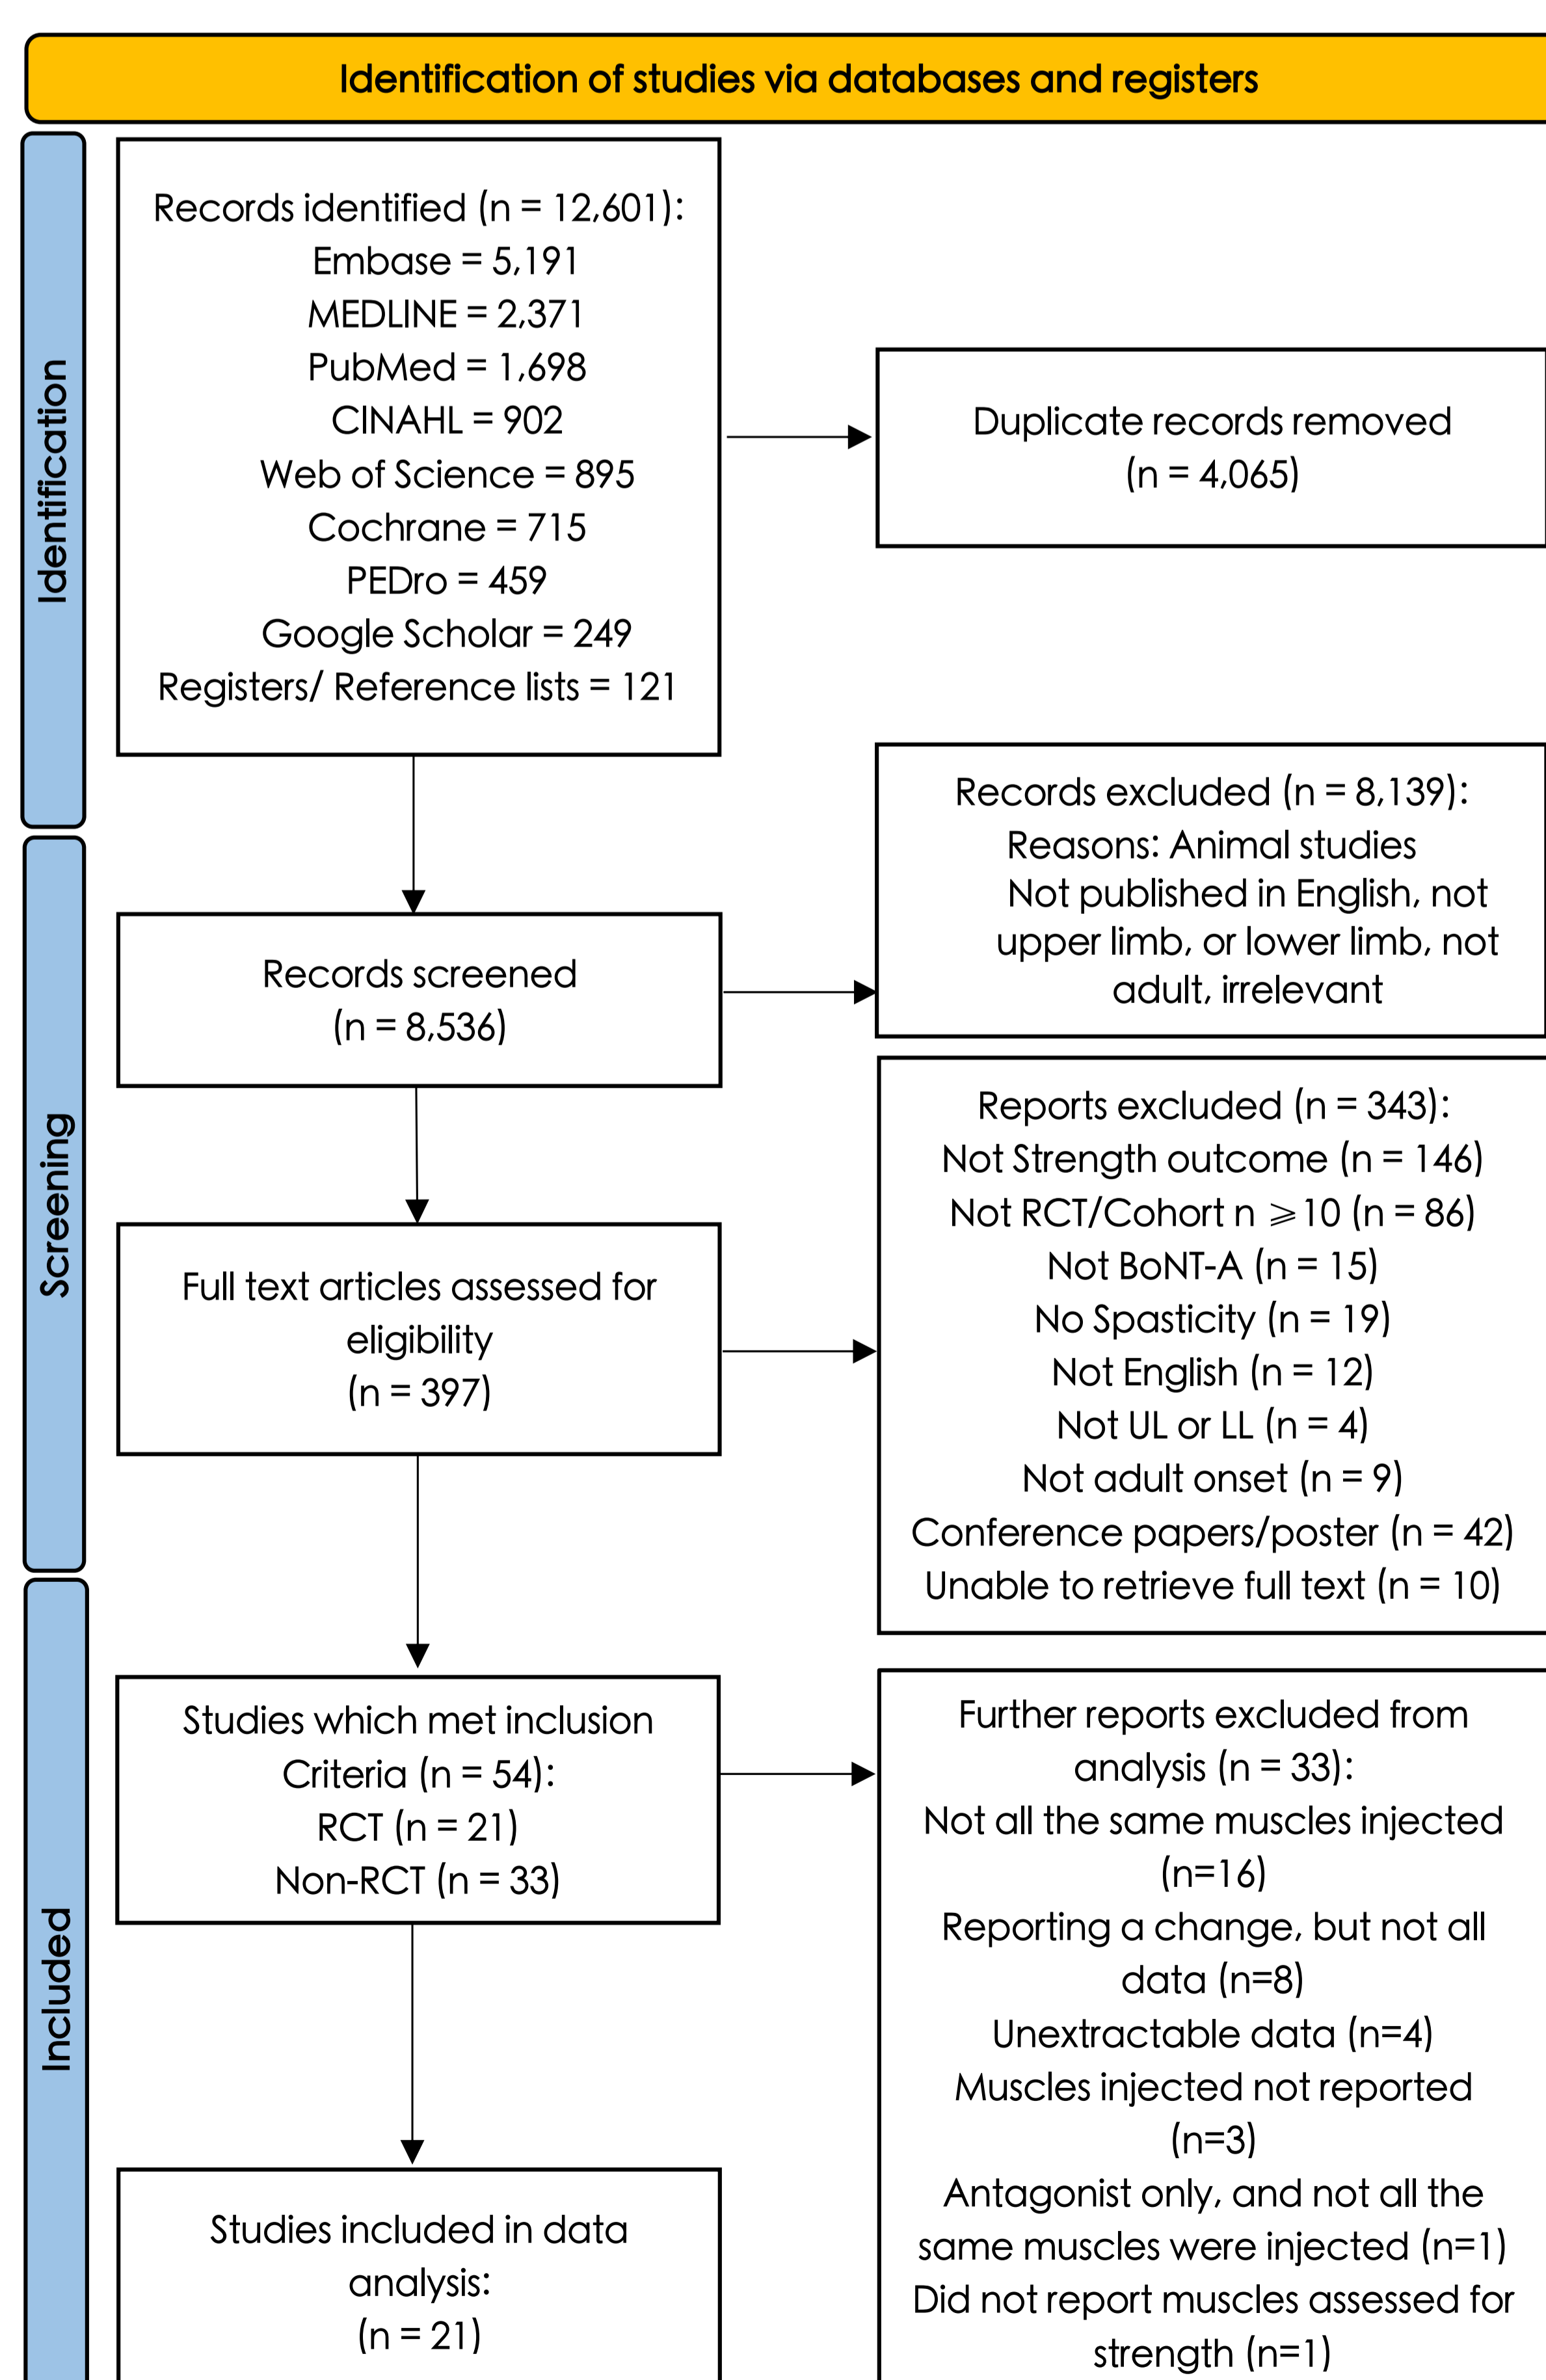 Identification of studies via databases and registers
Identification
Records identified (n = 12,601):
Embase = 5,191
MEDLINE = 2,371
PubMed = 1,698
CINAHL = 902
Web of Science = 895
Cochrane = 715
PEDro = 459
Google Scholar = 249
Registers/ Reference lists = 121
Duplicate records removed
(n = 4,065)
Screening
Records screened
(n = 8,536)
Records excluded (n = 8,139):
Reasons: Animal studies
Not published in English, not
upper limb, or lower limb, not
adult, irrelevant
Full text articles assessed for
eligibility
(n = 397)
Reports excluded (n = 343):
Not Strength outcome (n = 146)
Not RCT/Cohort n ⩾10 (n = 86)
Not BoNT-A (n = 15)
No Spasticity (n = 19)
Not English (n = 12)
Not UL or LL (n = 4)
Not adult onset (n = 9)
Conference papers/poster (n = 42)
Unable to retrieve full text (n = 10)
Included
Studies which met inclusion
Criteria (n = 54):
RCT (n = 21)
Non-RCT (n = 33)
Further reports excluded from
analysis (n = 33):
Not all the same muscles injected
(n=16)
Reporting a change, but not all
data (n=8)
Unextractable data (n=4)
Muscles injected not reported
(n=3)
Antagonist only, and not all the
same muscles were injected (n=1)
Did not report muscles assessed for
strength (n=1)
Studies included in data
analysis:
(n = 21)